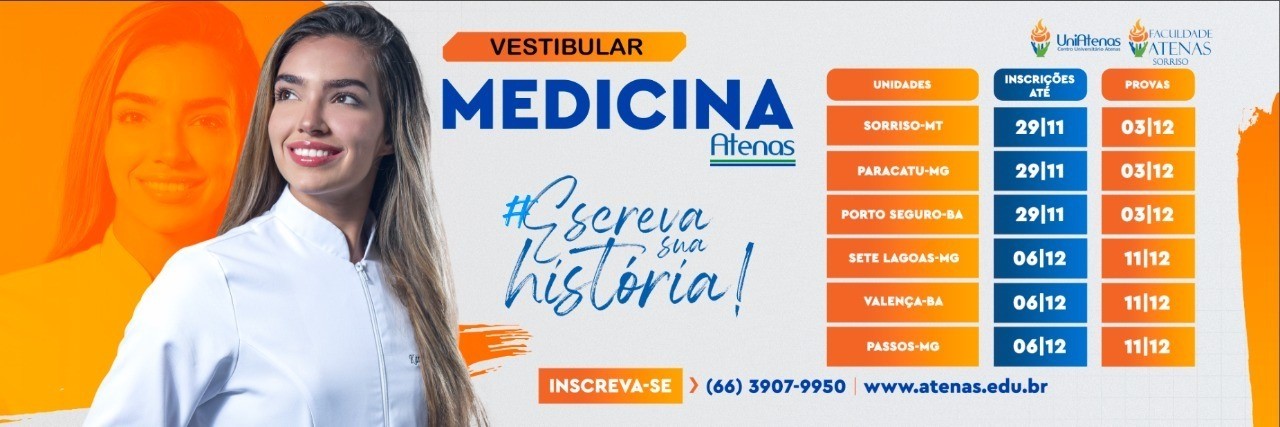 VESTIBULAR
MEDICINA
Atenas
#Escreva
sua
história!
UniAtenas
Centro Universitário Atenas
FACULDADE
ATENAS
SORRISO
UNIDADES
INSCRIÇÕES ATÉ
PROVAS
SORRISO-MT 29|11 03|12
PARACATU-MG 29|11 03|12
PORTO SEGURO-BA 29|11 03|12
SETE LAGOAS-MG 06|12 11|12
VALENÇA-BA 06|12 11|12
PASSOS-MG 06|12 11|12
INSCREVA-SE › (66) 3907-9950 | www.atenas.edu.br